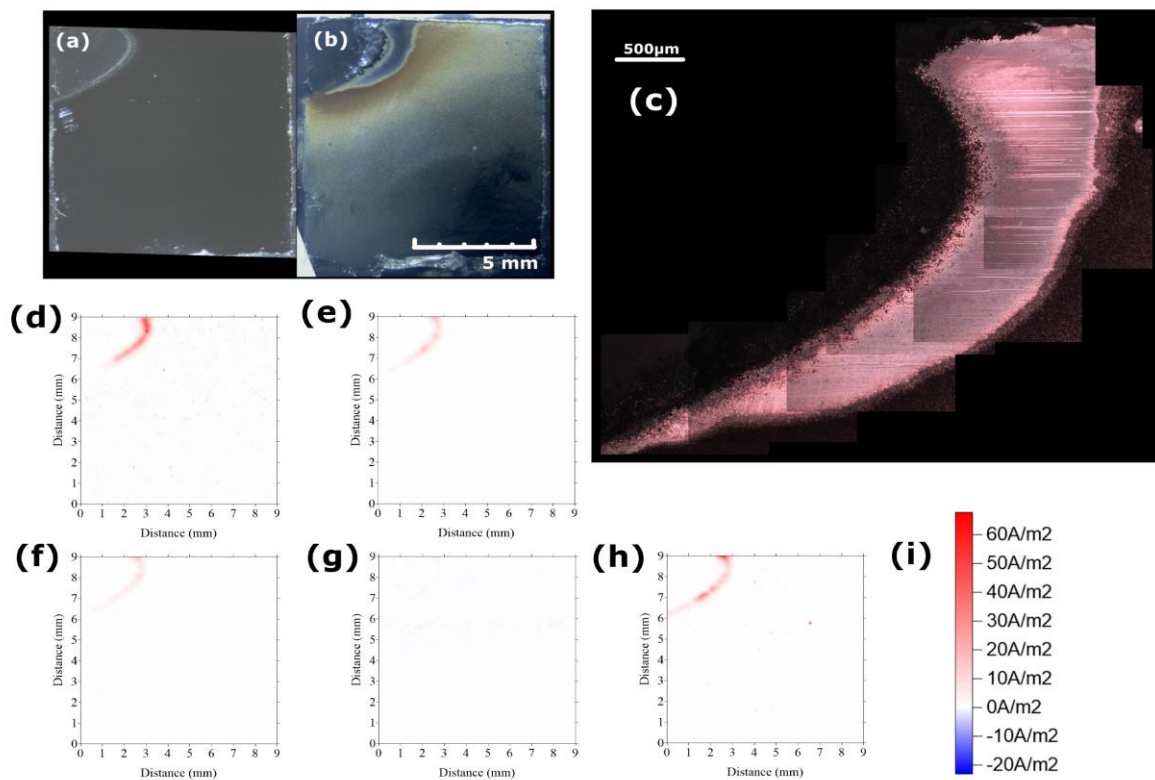 (a)
(b)
5 mm
500μm
(c)
(d)
Distance (mm)
9
8
7
6
5
4
3
2
1
0
0 1 2 3 4 5 6 7 8 9
Distance (mm)
(e)
Distance (mm)
9
8
7
6
5
4
3
2
1
0
0 1 2 3 4 5 6 7 8 9
Distance (mm)
(f)
Distance (mm)
9
8
7
6
5
4
3
2
1
0
0 1 2 3 4 5 6 7 8 9
Distance (mm)
(g)
Distance (mm)
9
8
7
6
5
4
3
2
1
0
0 1 2 3 4 5 6 7 8 9
Distance (mm)
(h)
Distance (mm)
9
8
7
6
5
4
3
2
1
0
0 1 2 3 4 5 6 7 8 9
Distance (mm)
(i)
60A/m2
50A/m2
40A/m2
30A/m2
20A/m2
10A/m2
0A/m2
-10A/m2
-20A/m2